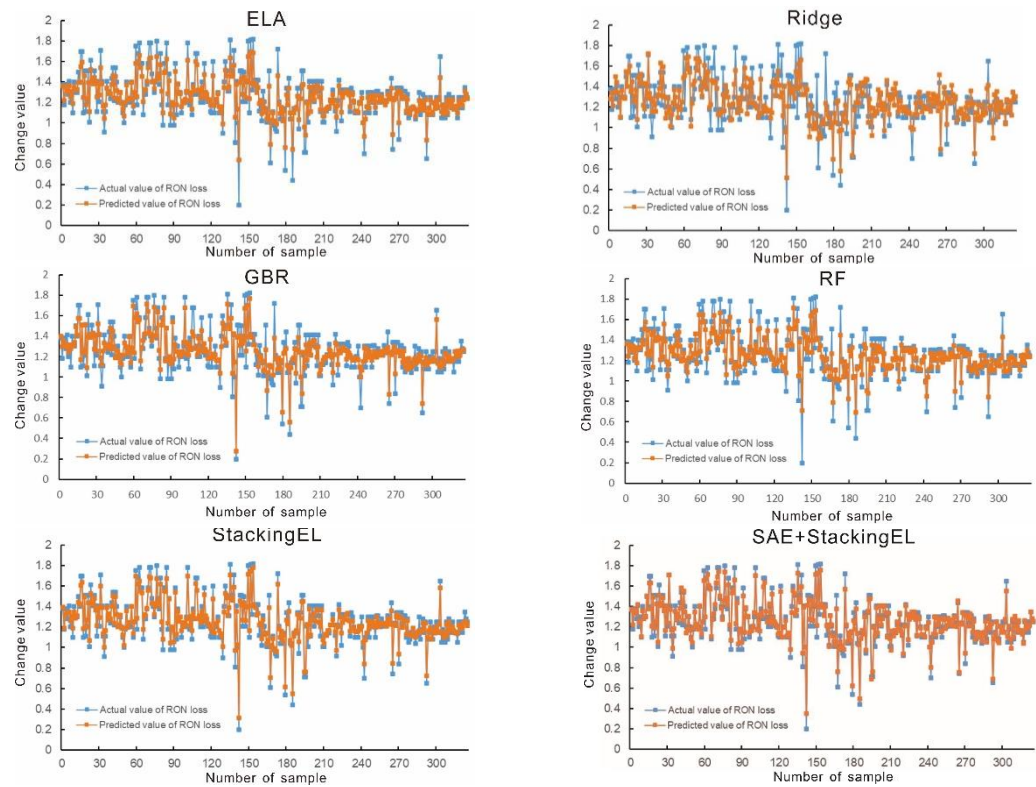 ELA
2
1.8
1.6
1.4
1.2
1
0.8
0.6
0.4
0.2
0
Change value
Actual value of RON loss
Predicted value of RON loss
0 30 60 90 120 150 180 210 240 270 300
Number of sample
Ridge
2
1.8
1.6
1.4
1.2
1
0.8
0.6
0.4
0.2
0
Change value
Actual value of RON loss
Predicted value of RON loss
0 30 60 90 120 150 180 210 240 270 300
Number of sample
GBR
2
1.8
1.6
1.4
1.2
1
0.8
0.6
0.4
0.2
0
Change value
Actual value of RON loss
Predicted value of RON loss
0 30 60 90 120 150 180 210 240 270 300
Number of sample
RF
2
1.8
1.6
1.4
1.2
1
0.8
0.6
0.4
0.2
0
Change value
Actual value of RON loss
Predicted value of RON loss
0 30 60 90 120 150 180 210 240 270 300
Number of sample
StackingEL
2
1.8
1.6
1.4
1.2
1
0.8
0.6
0.4
0.2
0
Change value
Actual value of RON loss
Predicted value of RON loss
0 30 60 90 120 150 180 210 240 270 300
Number of sample
SAE+StackingEL
2
1.8
1.6
1.4
1.2
1
0.8
0.6
0.4
0.2
0
Change value
Actual value of RON loss
Predicted value of RON loss
0 30 60 90 120 150 180 210 240 270 300
Number of sample